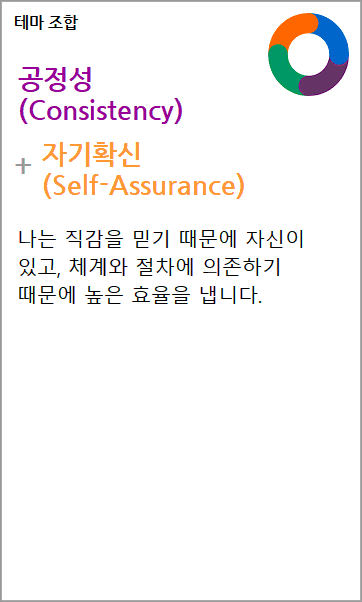 테마 조합
공정성
(Consistency)
+ 자기확신
(Self-Assurance)
나는 직감을 믿기 때문에 자신이
있고, 체계와 절차에 의존하기
때문에 높은 효율을 냅니다.